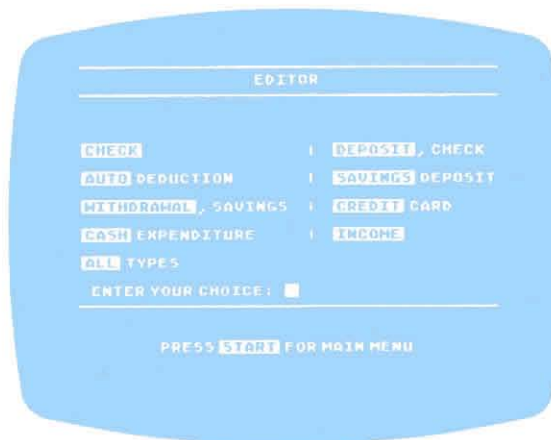 EDITOR
CHECK | DEPOSIT, CHECK
AUTO DEDUCTION | SAVINGS DEPOSIT
WITHDRAWAL, SAVINGS | CREDIT CARD
CASH EXPENDITURE | INCOME
ALL TYPES
ENTER YOUR CHOICE:
PRESS START FOR MAIN MENU